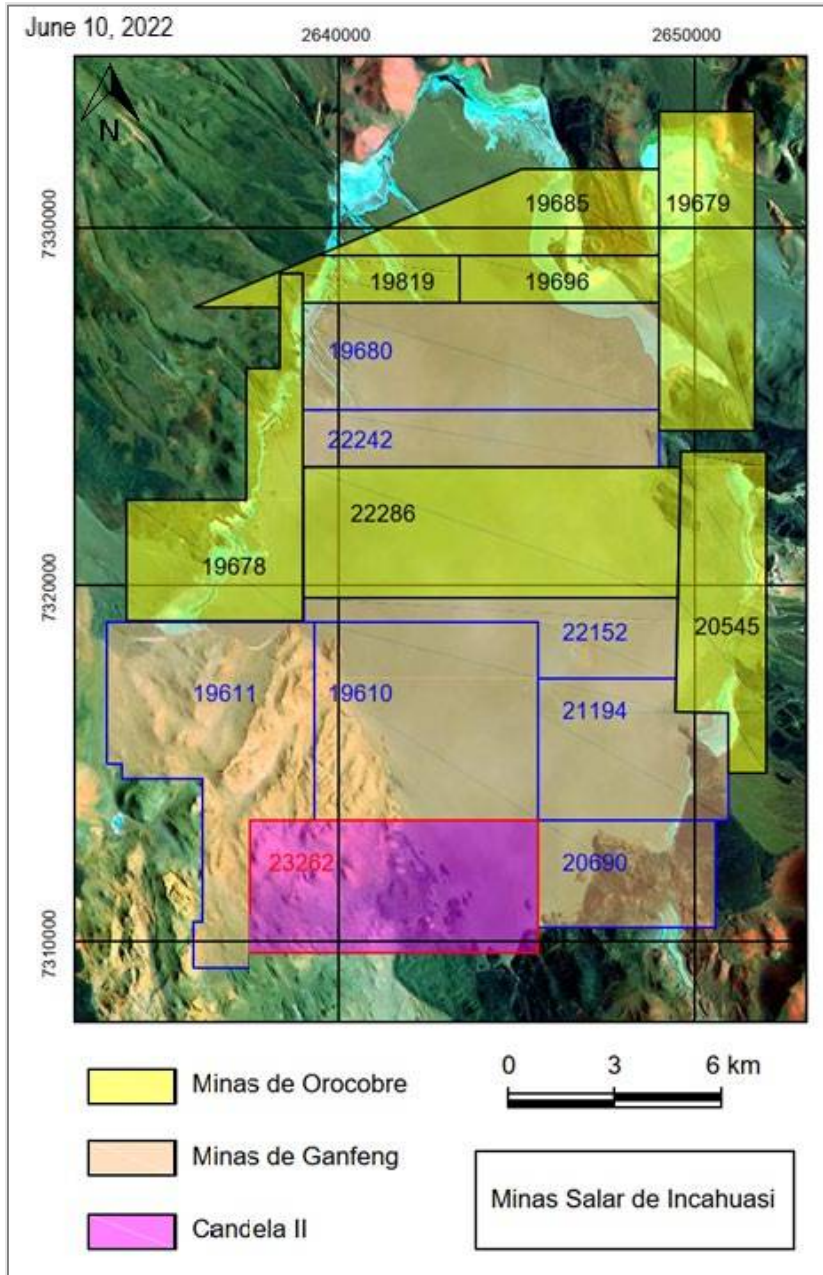 June 10, 2022
2640000
2650000
N
7330000
7320000
7310000
19685
19679
19819
19696
19680
22242
22286
19678
22152
20545
19611
19610
21194
23262
20690
0 3 6 km
Minas de Orocobre
Minas de Ganfeng
Candela II
Minas Salar de Incahuasi